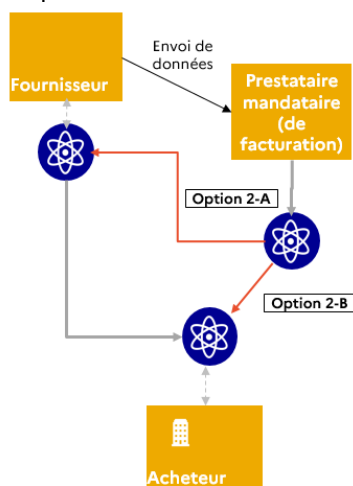 Envoi de
données
Fournisseur
Prestataire
mandataire
(de
facturation)
Option 2-A
Option 2-B
Acheteur